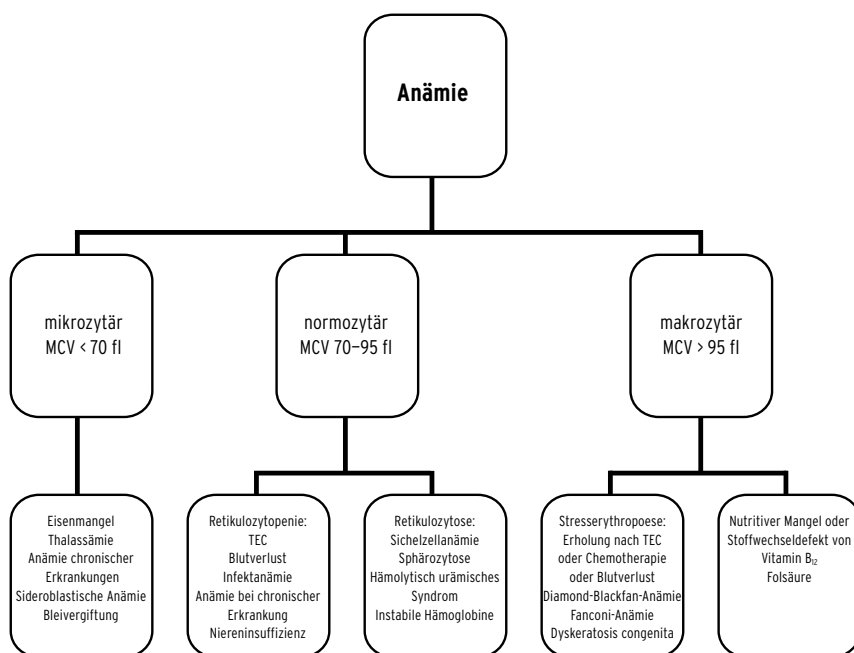 Anämie
mikrozytär
MCV < 70 fl
normozytär
MCV 70–95 fl
makrozytär
MCV > 95 fl
Eisenmangel
Thalassämie
Anämie chronischer
Erkrankungen
Sideroblastische Anämie
Bleivergiftung
Retikulozytopenie:
TEC
Blutverlust
Infektanämie
Anämie bei chronischer
Erkrankung
Niereninsuffizienz
Retikulozytose:
Sichelzellanämie
Sphärozytose
Hämolytisch urämisches
Syndrom
Instabile Hämoglobine
Stresserythropoese:
Erholung nach TEC
oder Chemotherapie
oder Blutverlust
Diamond-Blackfan-Anämie
Fanconi-Anämie
Dyskeratosis congenita
Nutritiver Mangel oder
Stoffwechseldefekt von
Vitamin B₁₂
Folsäure